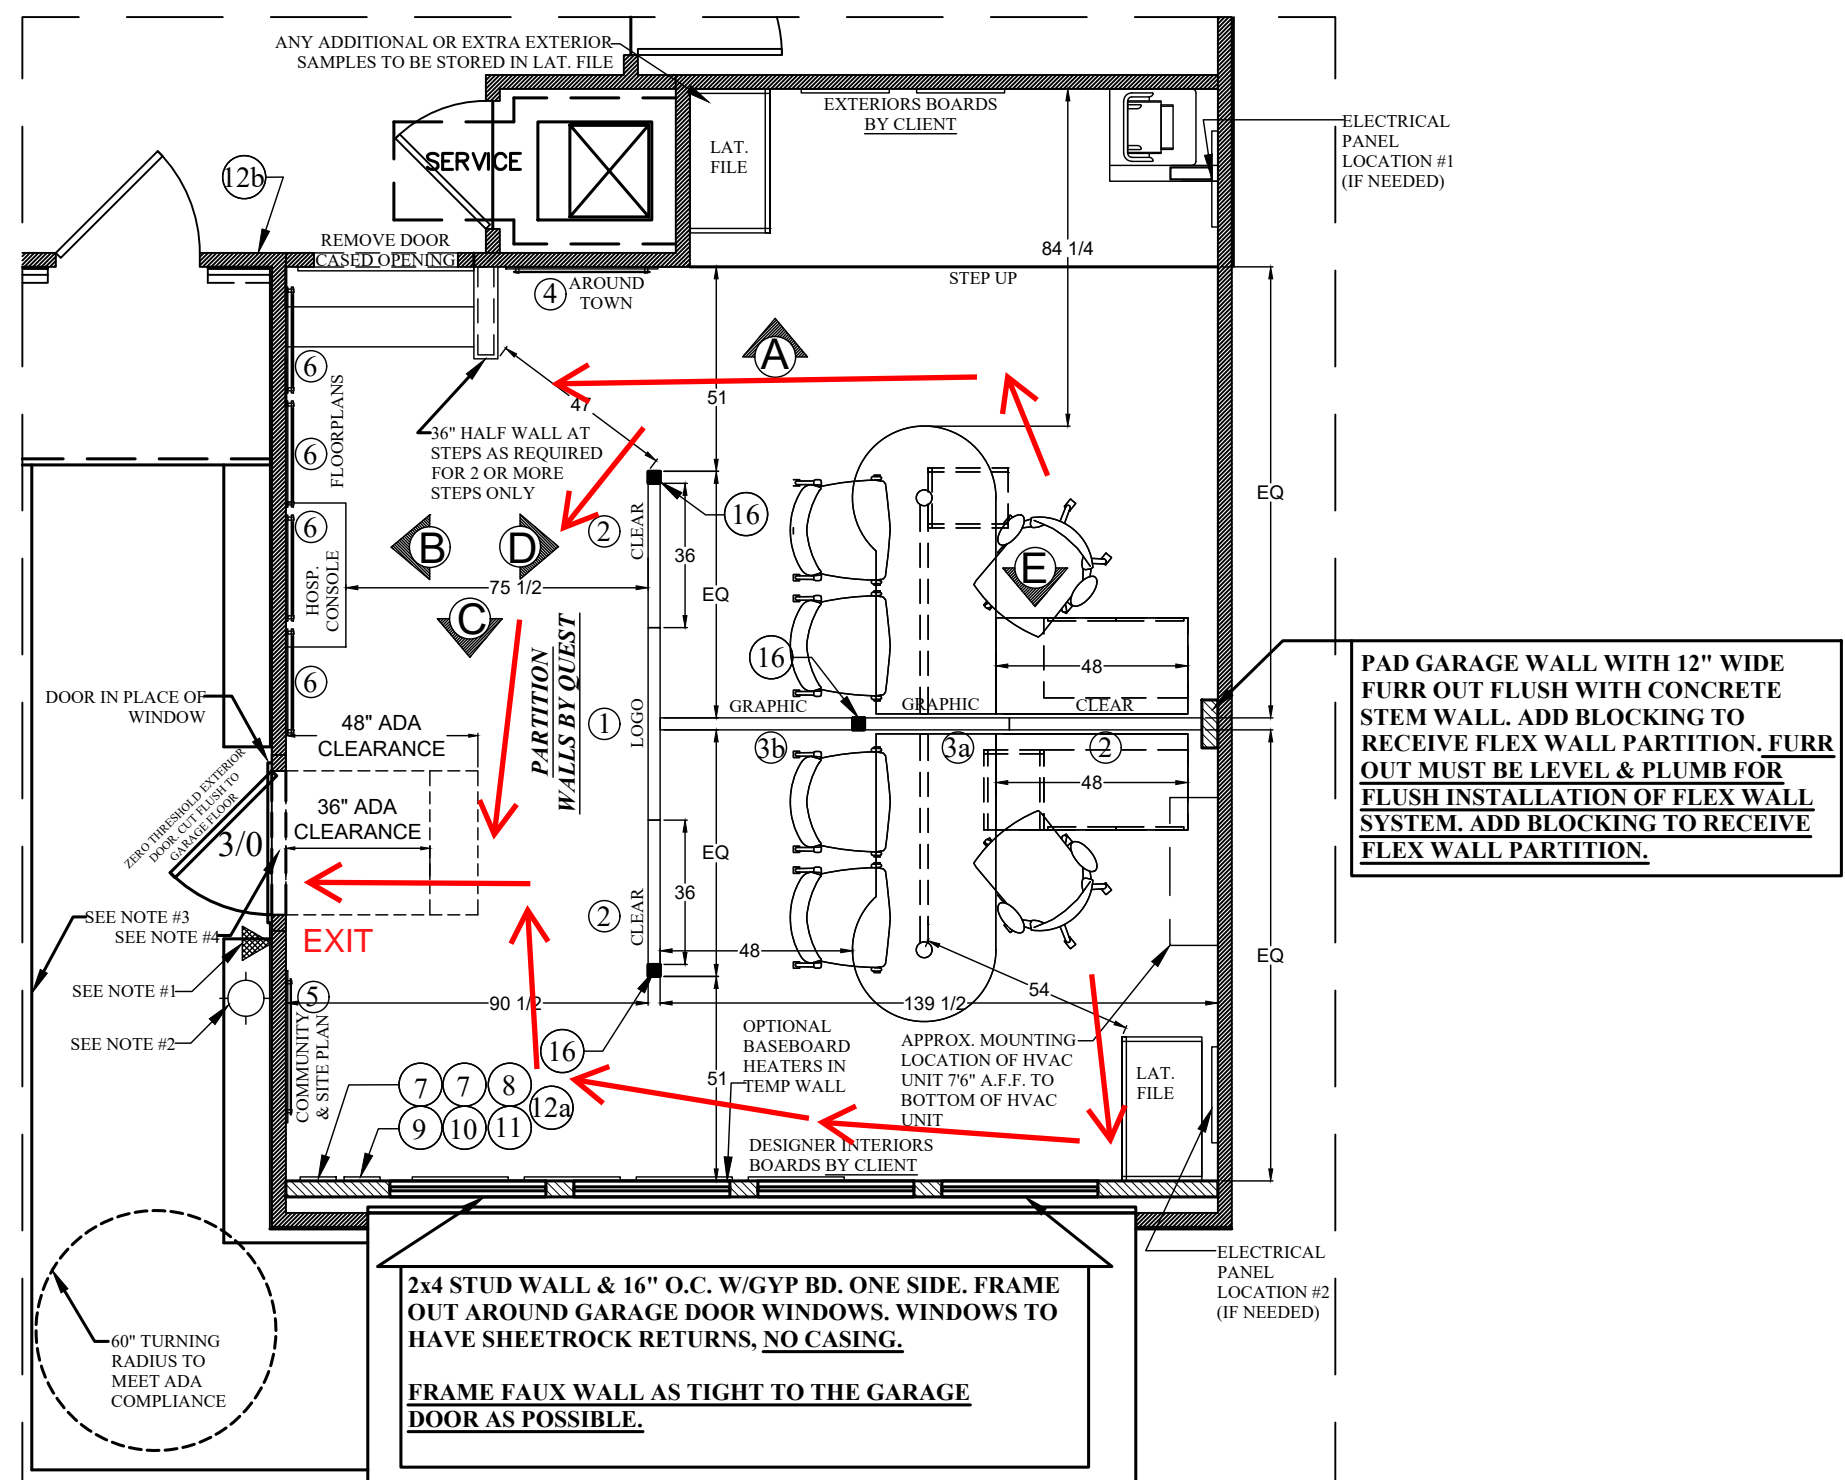 ANY ADDITIONAL OR EXTRA EXTERIOR
SAMPLES TO BE STORED IN LAT. FILE
EXTERIORS BOARDS
BY CLIENT
ELECTRICAL
PANEL
LOCATION #1
(IF NEEDED)
LAT.
FILE
SERVICE
12b
REMOVE DOOR
CASED OPENING
84 1/4
STEP UP
4
AROUND
TOWN
A
6
FLOORPLANS
47
51
36" HALF WALL AT
STEPS AS REQUIRED
FOR 2 OR MORE
STEPS ONLY
6
EQ
16
6
2
CLEAR
B
D
36
HOSP.
CONSOLE
75 1/2
E
EQ
C
PARTITION
WALLS BY QUEST
16
48
6
DOOR IN PLACE OF
WINDOW
GRAPHIC
GRAPHIC
CLEAR
1
LOGO
48" ADA
CLEARANCE
3b
3a
2
PAD GARAGE WALL WITH 12" WIDE
FURR OUT FLUSH WITH CONCRETE
STEM WALL. ADD BLOCKING TO
RECEIVE FLEX WALL PARTITION. FURR
OUT MUST BE LEVEL & PLUMB FOR
FLUSH INSTALLATION OF FLEX WALL
SYSTEM. ADD BLOCKING TO RECEIVE
FLEX WALL PARTITION.
48
ZERO THRESHOLD EXTERIOR
DOOR. CUT FLUSH TO
GARAGE FLOOR
36" ADA
CLEARANCE
3/0
EQ
36
2
CLEAR
SEE NOTE #3
SEE NOTE #4
EXIT
48
EQ
SEE NOTE #1
5
COMMUNITY
& SITE PLAN
90 1/2
139 1/2
54
SEE NOTE #2
16
OPTIONAL
BASEBOARD
HEATERS IN
TEMP WALL
APPROX. MOUNTING
LOCATION OF HVAC
UNIT 7'6" A.F.F. TO
BOTTOM OF HVAC
UNIT
51
LAT.
FILE
7 7 8
12a
9 10 11
DESIGNER INTERIORS
BOARDS BY CLIENT
ELECTRICAL
PANEL
LOCATION #2
(IF NEEDED)
2x4 STUD WALL & 16" O.C. W/GYP BD. ONE SIDE. FRAME
OUT AROUND GARAGE DOOR WINDOWS. WINDOWS TO
HAVE SHEETROCK RETURNS, NO CASING.
FRAME FAUX WALL AS TIGHT TO THE GARAGE
DOOR AS POSSIBLE.
60" TURNING
RADIUS TO
MEET ADA
COMPLIANCE